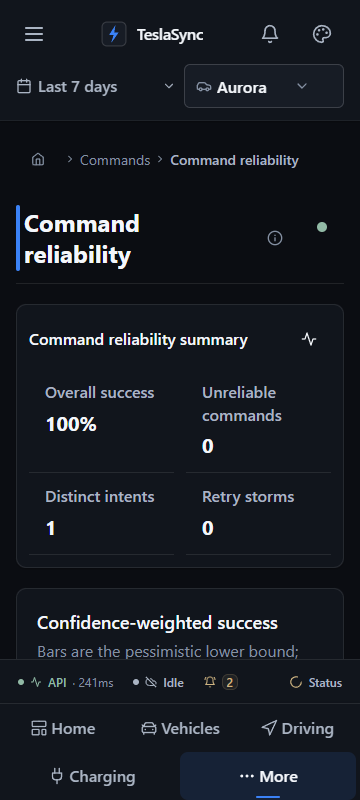 TeslaSync
Last 7 days
Aurora
Commands
Command reliability
Command
reliability
Command reliability summary
Overall success
100%
Unreliable
commands
0
Distinct intents
1
Retry storms
0
Confidence-weighted success
Bars are the pessimistic lower bound;
API · 241ms
Idle
2
Status
Home
Vehicles
Driving
Charging
More